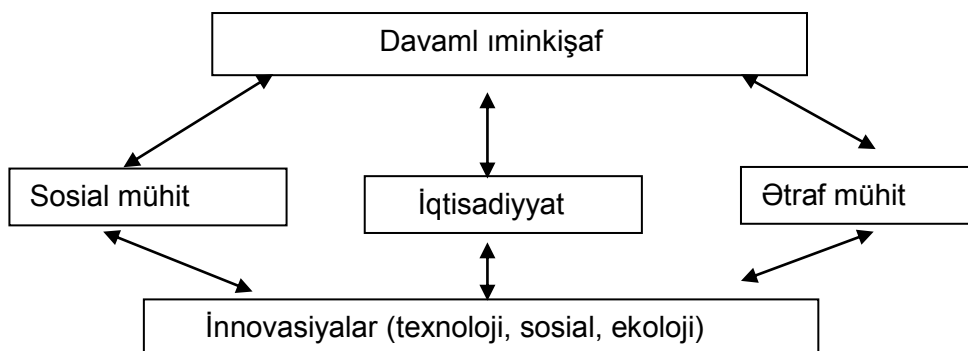 Davaml ıminkişaf
Sosial mühit
İqtisadiyyat
Ətraf mühit
İnnovasiyalar (texnoloji, sosial, ekoloji)